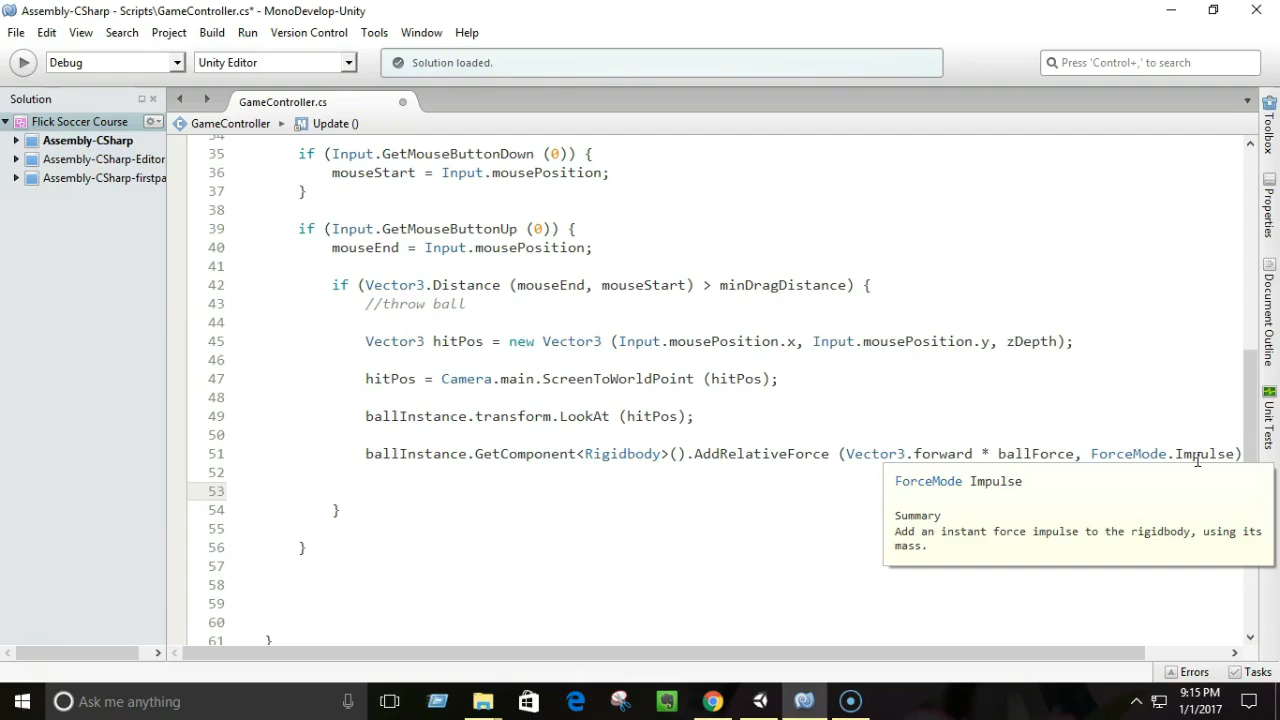 Assembly-CSharp - Scripts\GameController.cs* - MonoDevelop-Unity
File Edit View Search Project Build Run Version Control Tools Window Help
Debug Unity Editor Solution loaded. Press 'Control+,' to search
Solution GameController.cs
Flick Soccer Course GameController Update ()
Assembly-CSharp
Assembly-CSharp-Editor
Assembly-CSharp-firstpa
34
35 if (Input.GetMouseButtonDown (0)) {
36 mouseStart = Input.mousePosition;
37 }
38
39 if (Input.GetMouseButtonUp (0)) {
40 mouseEnd = Input.mousePosition;
41
42 if (Vector3.Distance (mouseEnd, mouseStart) > minDragDistance) {
43 //throw ball
44
45 Vector3 hitPos = new Vector3 (Input.mousePosition.x, Input.mousePosition.y, zDepth);
46
47 hitPos = Camera.main.ScreenToWorldPoint (hitPos);
48
49 ballInstance.transform.LookAt (hitPos);
50
51 ballInstance.GetComponent<Rigidbody>().AddRelativeForce (Vector3.forward * ballForce, ForceMode.Impulse)
52
53
54 }
55
56 }
57
58
59
60
61 }
ForceMode Impulse
Summary
Add an instant force impulse to the rigidbody, using its
mass.
Toolbox
Properties
Document Outline
Unit Tests
Errors Tasks
Ask me anything
9:15 PM
1/1/2017